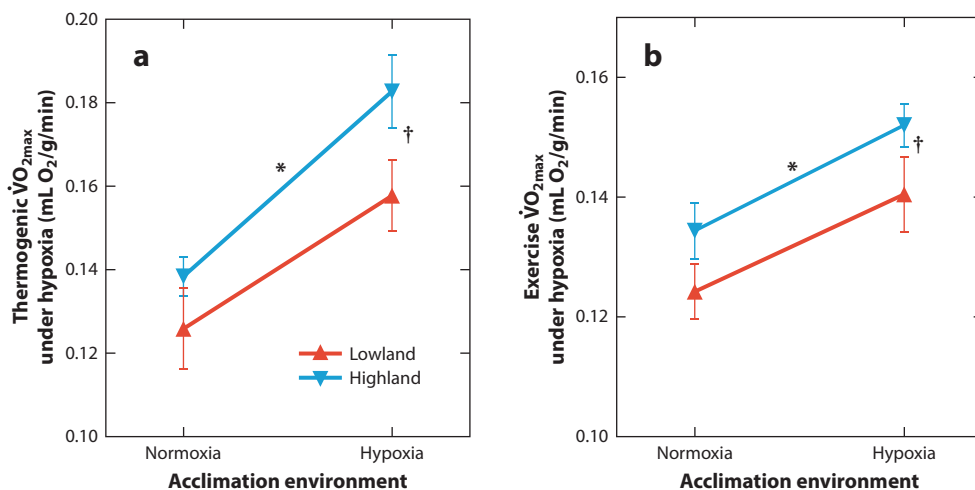 a
Thermogenic V̇O2max
under hypoxia (mL O2/g/min)
0.20
0.18
0.16
0.14
0.12
0.10
*
†
Lowland
Highland
Normoxia Hypoxia
Acclimation environment
b
Exercise V̇O2max
under hypoxia (mL O2/g/min)
0.16
0.14
0.12
0.10
*
†
Normoxia Hypoxia
Acclimation environment